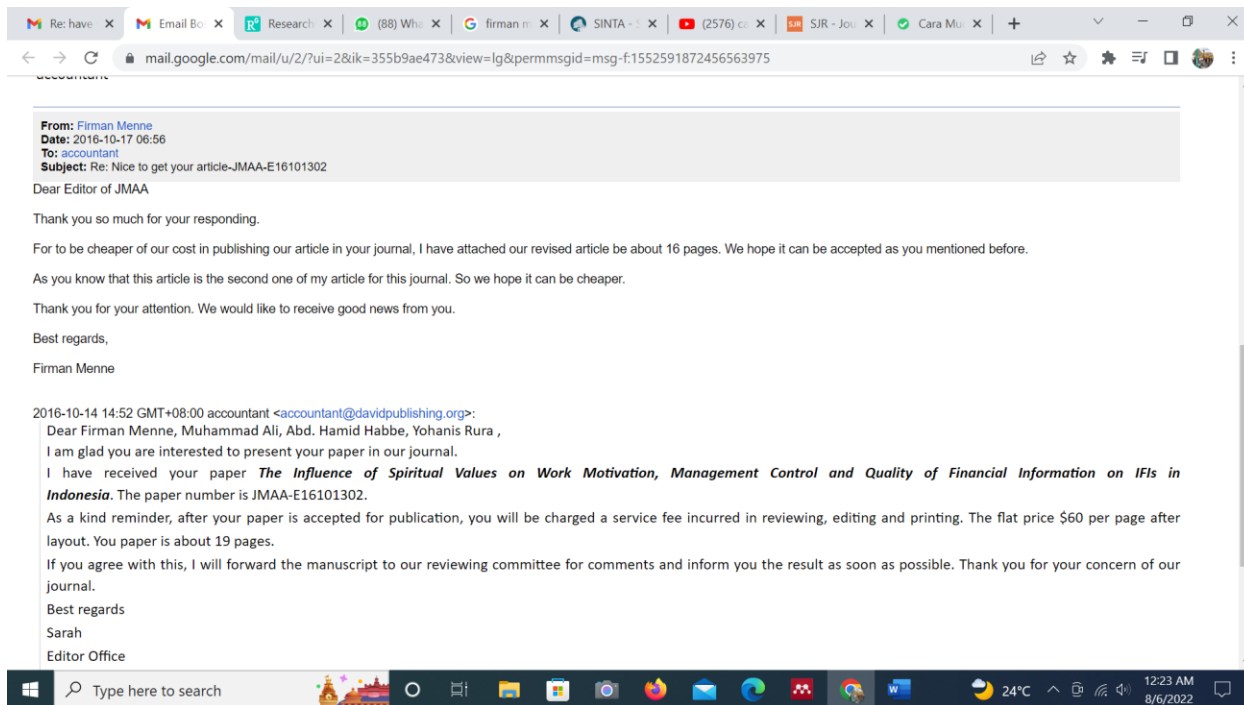 Re: have
Email Bo
Research
(88) Wha
firman m
SINTA - S
(2576) ca
SJR - Jou
Cara Mu
mail.google.com/mail/u/2/?ui=2&ik=355b9ae473&view=lg&permmsgid=msg-f:1552591872456563975
accountant
From: Firman Menne
Date: 2016-10-17 06:56
To: accountant
Subject: Re: Nice to get your article-JMAA-E16101302
Dear Editor of JMAA
Thank you so much for your responding.
For to be cheaper of our cost in publishing our article in your journal, I have attached our revised article be about 16 pages. We hope it can be accepted as you mentioned before.
As you know that this article is the second one of my article for this journal. So we hope it can be cheaper.
Thank you for your attention. We would like to receive good news from you.
Best regards,
Firman Menne
2016-10-14 14:52 GMT+08:00 accountant <accountant@davidpublishing.org>:
Dear Firman Menne, Muhammad Ali, Abd. Hamid Habbe, Yohanis Rura ,
I am glad you are interested to present your paper in our journal.
I have received your paper The Influence of Spiritual Values on Work Motivation, Management Control and Quality of Financial Information on IFIs in
Indonesia. The paper number is JMAA-E16101302.
As a kind reminder, after your paper is accepted for publication, you will be charged a service fee incurred in reviewing, editing and printing. The flat price $60 per page after
layout. You paper is about 19 pages.
If you agree with this, I will forward the manuscript to our reviewing committee for comments and inform you the result as soon as possible. Thank you for your concern of our
journal.
Best regards
Sarah
Editor Office
Type here to search
24°C
12:23 AM
8/6/2022